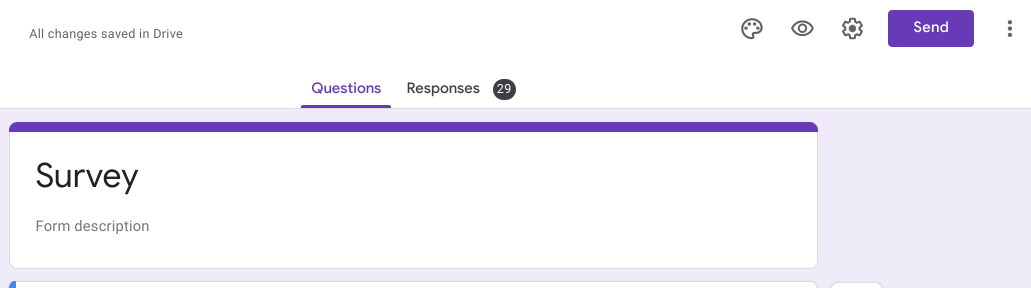 All changes saved in Drive
Send
Questions
Responses 29
Survey
Form description